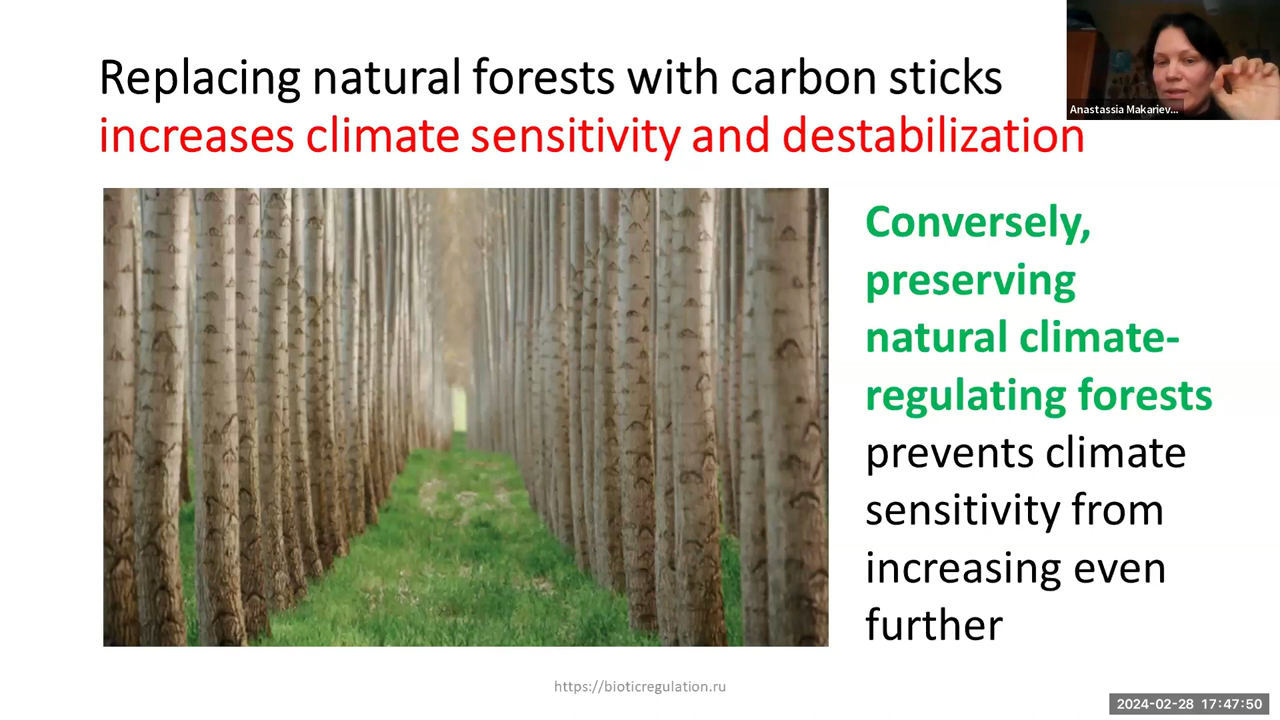 Replacing natural forests with carbon sticks
increases climate sensitivity and destabilization
Anastassia Makariev...
Conversely,
preserving
natural climate-
regulating forests
prevents climate
sensitivity from
increasing even
further
https://bioticregulation.ru
2024-02-28 17:47:50